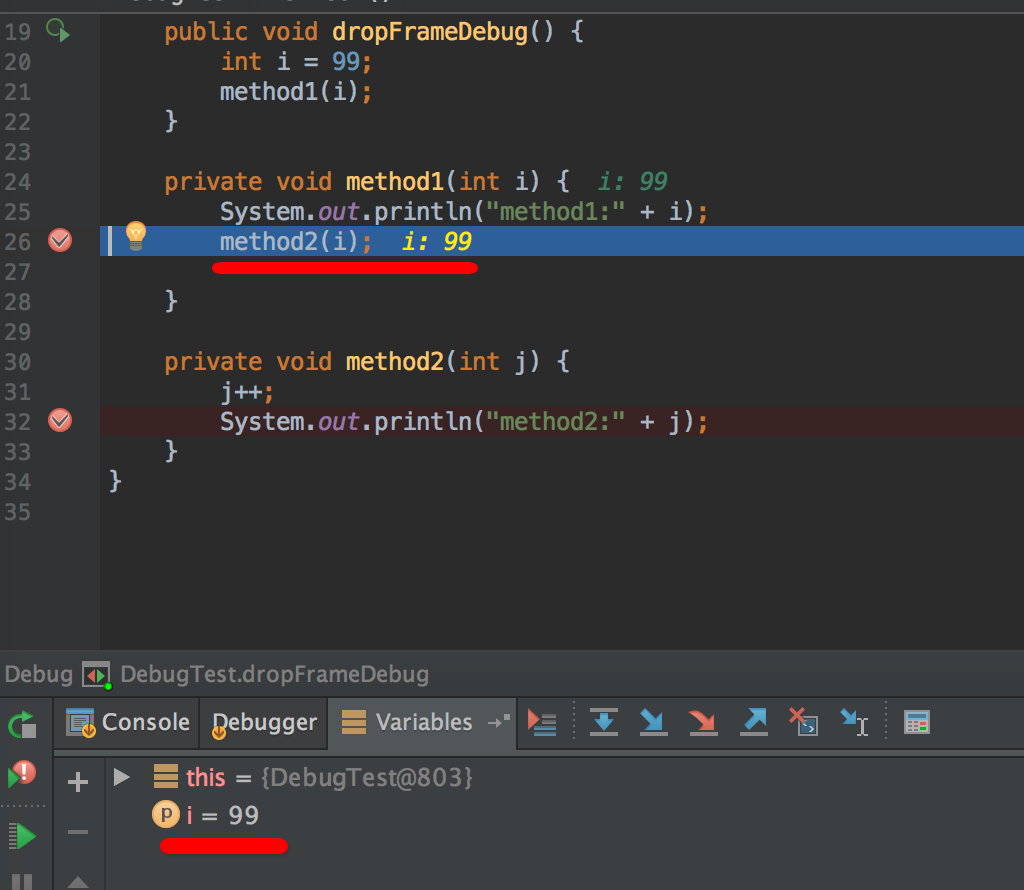 19 public void dropFrameDebug() {
20 int i = 99;
21 method1(i);
22 }
23
24 private void method1(int i) { i: 99
25 System.out.println("method1:" + i);
26 method2(i); i: 99
27
28 }
29
30 private void method2(int j) {
31 j++;
32 System.out.println("method2:" + j);
33 }
34 }
35
Debug DebugTest.dropFrameDebug
Console Debugger Variables
this = {DebugTest@803}
p i = 99